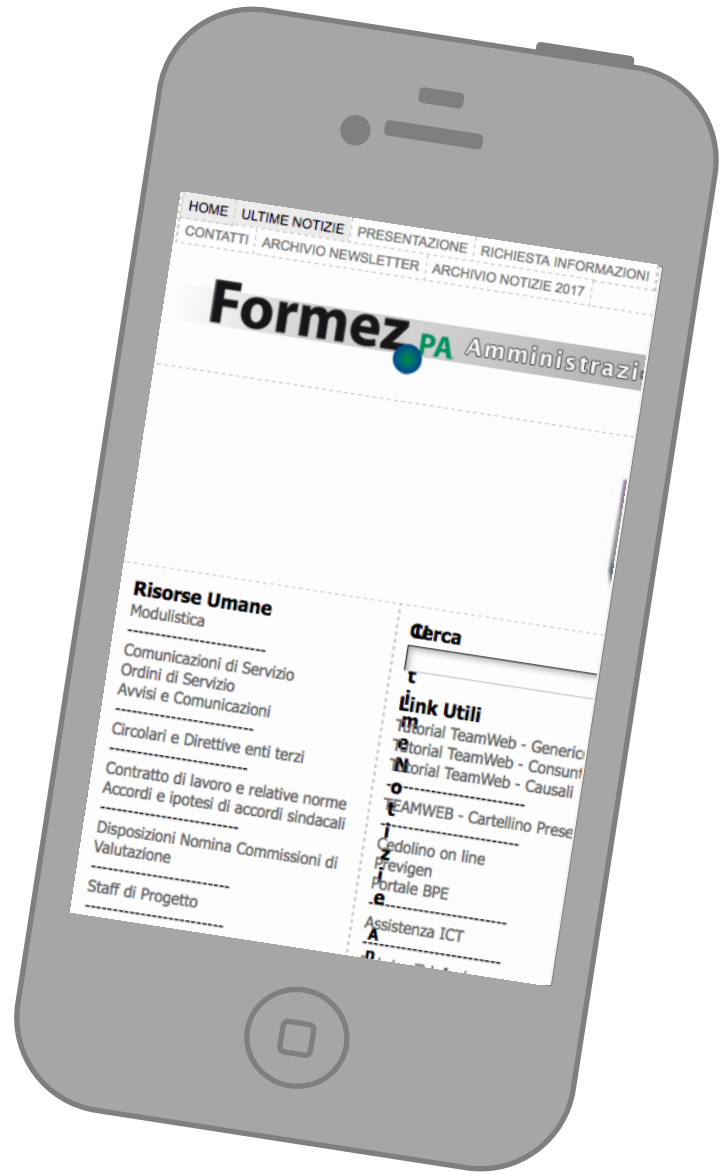 HOME ULTIME NOTIZIE PRESENTAZIONE RICHIESTA INFORMAZIONI
CONTATTI ARCHIVIO NEWSLETTER ARCHIVIO NOTIZIE 2017
Formez PA Amministrazi
Risorse Umane
Modulistica
----------------------------
Comunicazioni di Servizio
Ordini di Servizio
Avvisi e Comunicazioni
----------------------------
Circolari e Direttive enti terzi
----------------------------
Contratto di lavoro e relative norme
Accordi e ipotesi di accordi sindacali
----------------------------
Disposizioni Nomina Commissioni di
Valutazione
----------------------------
Staff di Progetto
----------------------------
Cerca
Link Utili
Tutorial TeamWeb - Generic
Tutorial TeamWeb - Consun
Tutorial TeamWeb - Causali
----------------------------
TEAMWEB - Cartellino Prese
----------------------------
Cedolino on line
Previgen
Portale BPE
----------------------------
Assistenza ICT
----------------------------